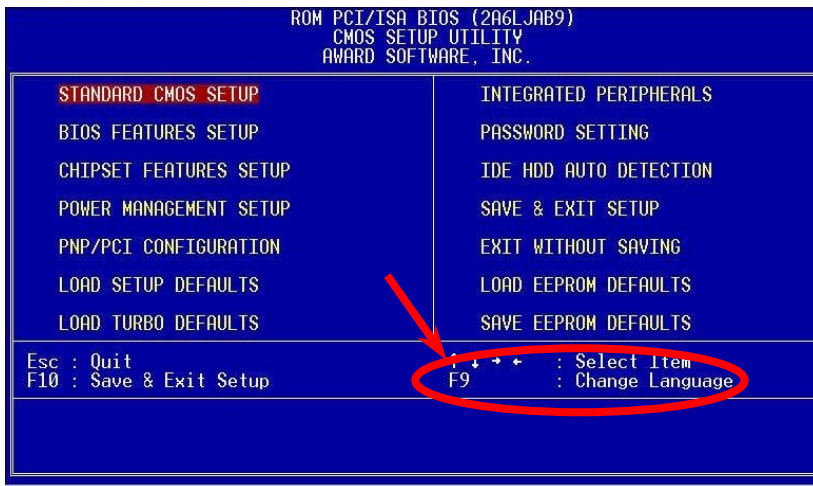 ROM PCI/ISA BIOS (2A6LJAB9)
CMOS SETUP UTILITY
AWARD SOFTWARE, INC.
STANDARD CMOS SETUP
BIOS FEATURES SETUP
CHIPSET FEATURES SETUP
POWER MANAGEMENT SETUP
PNP/PCI CONFIGURATION
LOAD SETUP DEFAULTS
LOAD TURBO DEFAULTS
INTEGRATED PERIPHERALS
PASSWORD SETTING
IDE HDD AUTO DETECTION
SAVE & EXIT SETUP
EXIT WITHOUT SAVING
LOAD EEPROM DEFAULTS
SAVE EEPROM DEFAULTS
Esc : Quit
F10 : Save & Exit Setup
↑ ↓ → ← : Select Item
F9 : Change Language